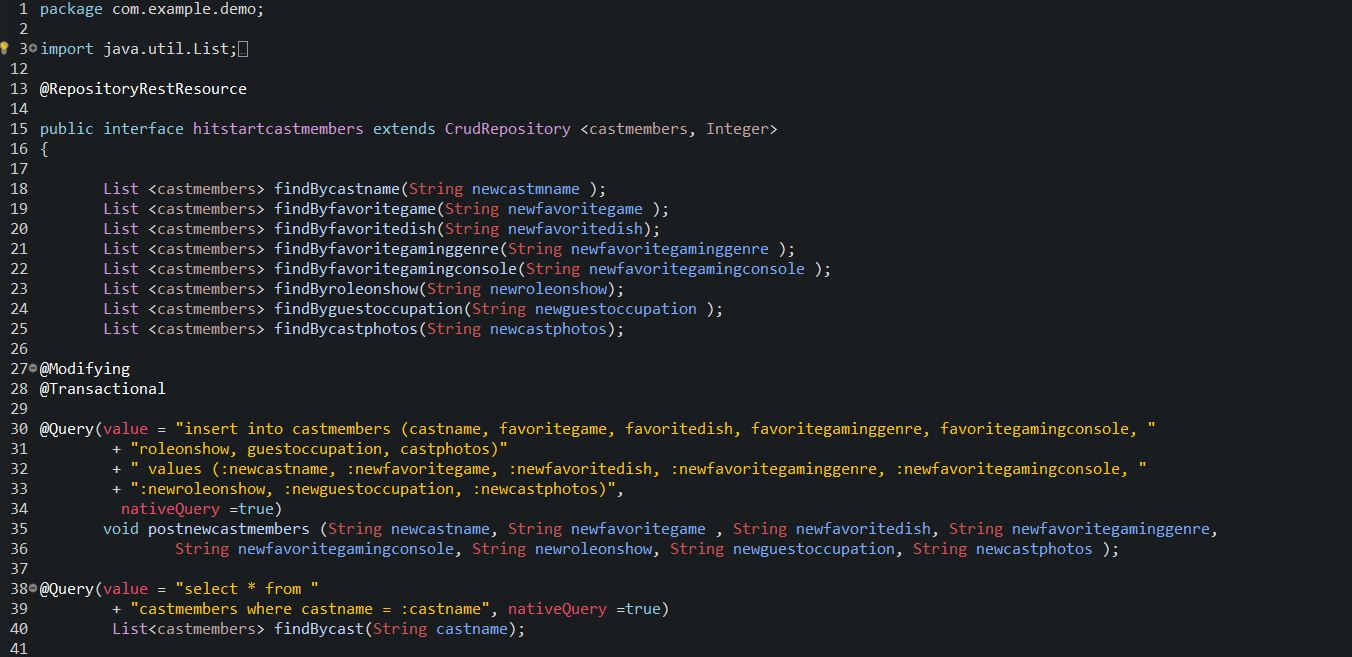 1 package com.example.demo;
2
3 import java.util.List;
12
13 @RepositoryRestResource
14
15 public interface hitstartcastmembers extends CrudRepository <castmembers, Integer>
16 {
17
18 List <castmembers> findBycastname(String newcastmname );
19 List <castmembers> findByfavoritegame(String newfavoritegame );
20 List <castmembers> findByfavoritedish(String newfavoritedish);
21 List <castmembers> findByfavoritegaminggenre(String newfavoritegaminggenre );
22 List <castmembers> findByfavoritegamingconsole(String newfavoritegamingconsole );
23 List <castmembers> findByroleonshow(String newroleonshow);
24 List <castmembers> findByguestoccupation(String newguestoccupation );
25 List <castmembers> findBycastphotos(String newcastphotos);
26
27 @Modifying
28 @Transactional
29
30 @Query(value = "insert into castmembers (castname, favoritegame, favoritedish, favoritegaminggenre, favoritegamingconsole, "
31 + "roleonshow, guestoccupation, castphotos)"
32 + " values (:newcastname, :newfavoritegame, :newfavoritedish, :newfavoritegaminggenre, :newfavoritegamingconsole, "
33 + ":newroleonshow, :newguestoccupation, :newcastphotos)",
34 nativeQuery =true)
35 void postnewcastmembers (String newcastname, String newfavoritegame , String newfavoritedish, String newfavoritegaminggenre,
36 String newfavoritegamingconsole, String newroleonshow, String newguestoccupation, String newcastphotos );
37
38 @Query(value = "select * from "
39 + "castmembers where castname = :castname", nativeQuery =true)
40 List<castmembers> findBycast(String castname);
41